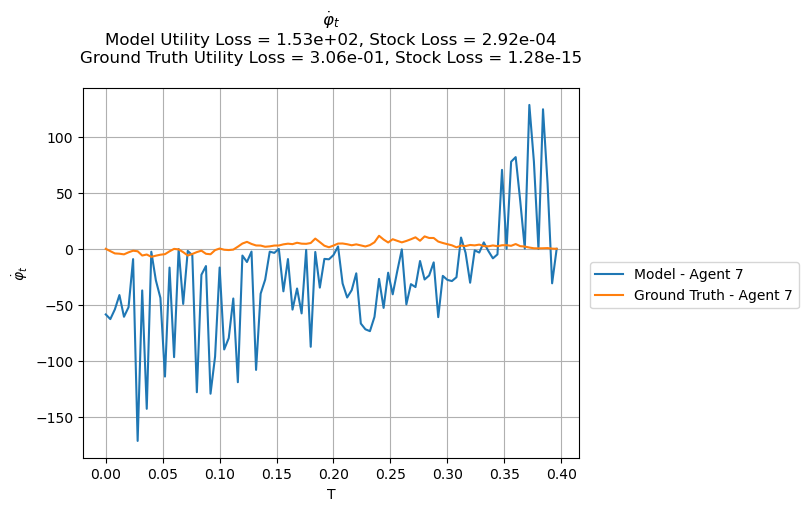 φ̇ₜ
Model Utility Loss = 1.53e+02, Stock Loss = 2.92e-04
Ground Truth Utility Loss = 3.06e-01, Stock Loss = 1.28e-15
100
50
0
−50
−100
−150
φ̇ₜ
0.00 0.05 0.10 0.15 0.20 0.25 0.30 0.35 0.40
T
Model - Agent 7
Ground Truth - Agent 7